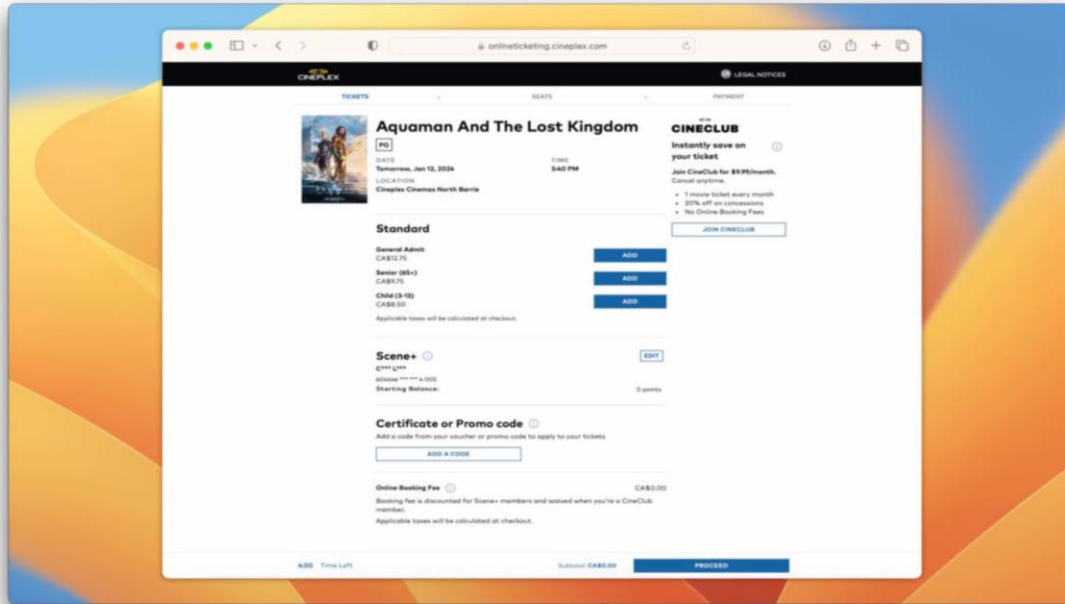 onlineticketing.cineplex.com
CINEPLEX
LEGAL NOTICES
TICKETS
SEATS
PAYMENT
Aquaman And The Lost Kingdom
PG
DATE
Tomorrow, Jan 12, 2024
TIME
3:40 PM
LOCATION
Cineplex Cinemas North Barrie
CINECLUB
Instantly save on
your ticket
Join CineClub for $9.99/month.
Cancel anytime.
• 1 movie ticket every month
• 20% off on concessions
• No Online Booking Fees
JOIN CINECLUB
Standard
General Admit
CA$12.75
ADD
Senior (65+)
CA$9.75
ADD
Child (3-13)
CA$8.50
ADD
Applicable taxes will be calculated at checkout.
Scene+
EDIT
C*** L***
604646 *** *** 4 005
Starting Balance:
0 points
Certificate or Promo code
Add a code from your voucher or promo code to apply to your tickets
ADD A CODE
Online Booking Fee
CA$0.00
Booking fee is discounted for Scene+ members and waived when you're a CineClub
member.
Applicable taxes will be calculated at checkout.
4:50 Time Left
Subtotal CA$0.00
PROCEED